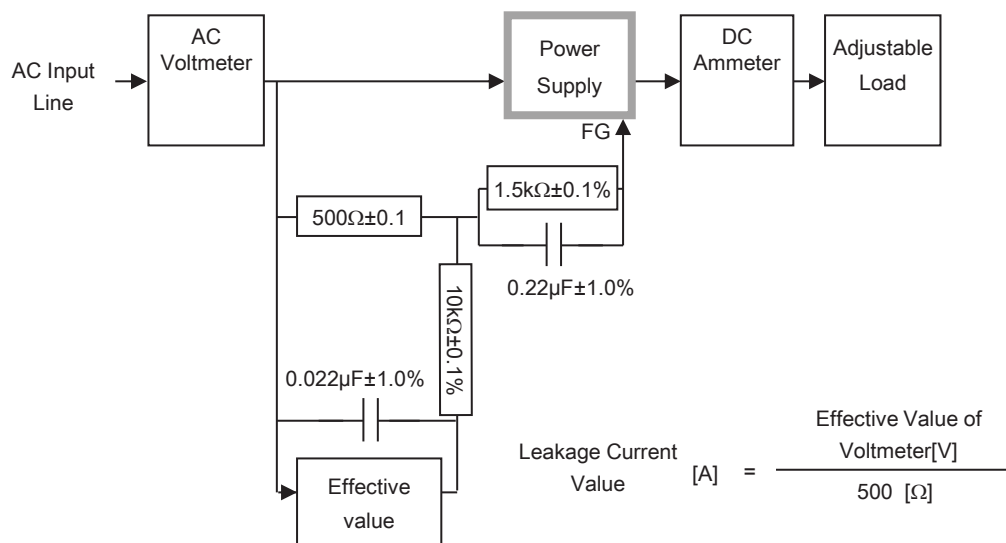 AC Input
Line
AC
Voltmeter
Power
Supply
DC
Ammeter
Adjustable
Load
FG
1.5kΩ±0.1%
500Ω±0.1
0.22µF±1.0%
10kΩ±0.1%
0.022µF±1.0%
Effective
value
Leakage Current
Value
[A] =
Effective Value of
Voltmeter[V]
500 [Ω]